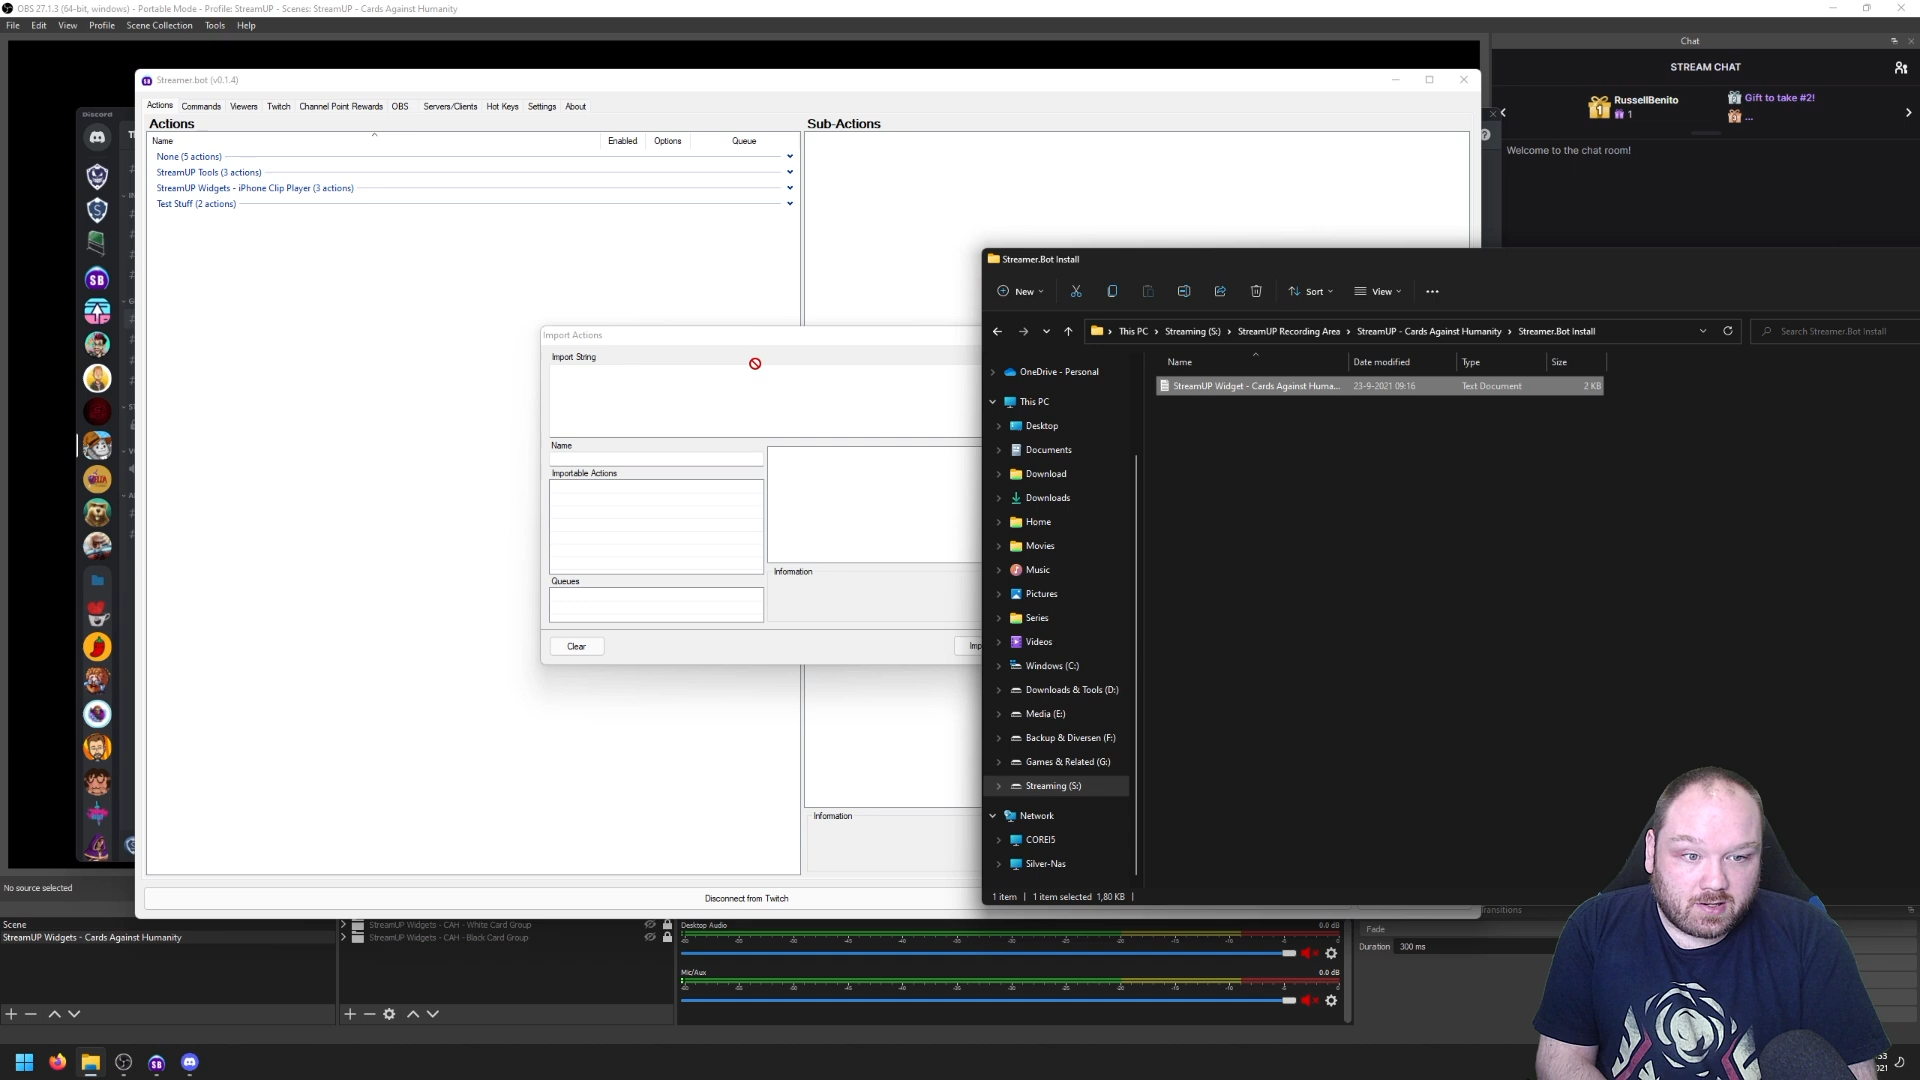 OBS 27.1.3 (64-bit, windows) - Portable Mode - Profile: StreamUP - Scenes: StreamUP - Cards Against Humanity
File Edit View Profile Scene Collection Tools Help
Chat
STREAM CHAT
RussellBenito
1
Gift to take #2!
...
Welcome to the chat room!
Discord
Streamer.bot (v0.1.4)
Actions Commands Viewers Twitch Channel Point Rewards OBS Servers/Clients Hot Keys Settings About
Actions
Name Enabled Options Queue
None (5 actions)
StreamUP Tools (3 actions)
StreamUP Widgets - iPhone Clip Player (3 actions)
Test Stuff (2 actions)
Sub-Actions
Import Actions
Import String
Name
Importable Actions
Queues
Information
Clear
Imp
Information
Disconnect from Twitch
Streamer.Bot Install
New Sort View
This PC > Streaming (S:) > StreamUP Recording Area > StreamUP - Cards Against Humanity > Streamer.Bot Install
Search Streamer.Bot Install
Name Date modified Type Size
StreamUP Widget - Cards Against Huma... 23-9-2021 09:16 Text Document 2 KB
OneDrive - Personal
This PC
Desktop
Documents
Download
Downloads
Home
Movies
Music
Pictures
Series
Videos
Windows (C:)
Downloads & Tools (D:)
Media (E:)
Backup & Diversen (F:)
Games & Related (G:)
Streaming (S:)
Network
COREI5
Silver-Nas
1 item 1 item selected 1,80 KB
No source selected
Scene
StreamUP Widgets - Cards Against Humanity
StreamUP Widgets - CAH - White Card Group
StreamUP Widgets - CAH - Black Card Group
Desktop Audio 0.0 dB
Mic/Aux 0.0 dB
Fade
Duration 300 ms